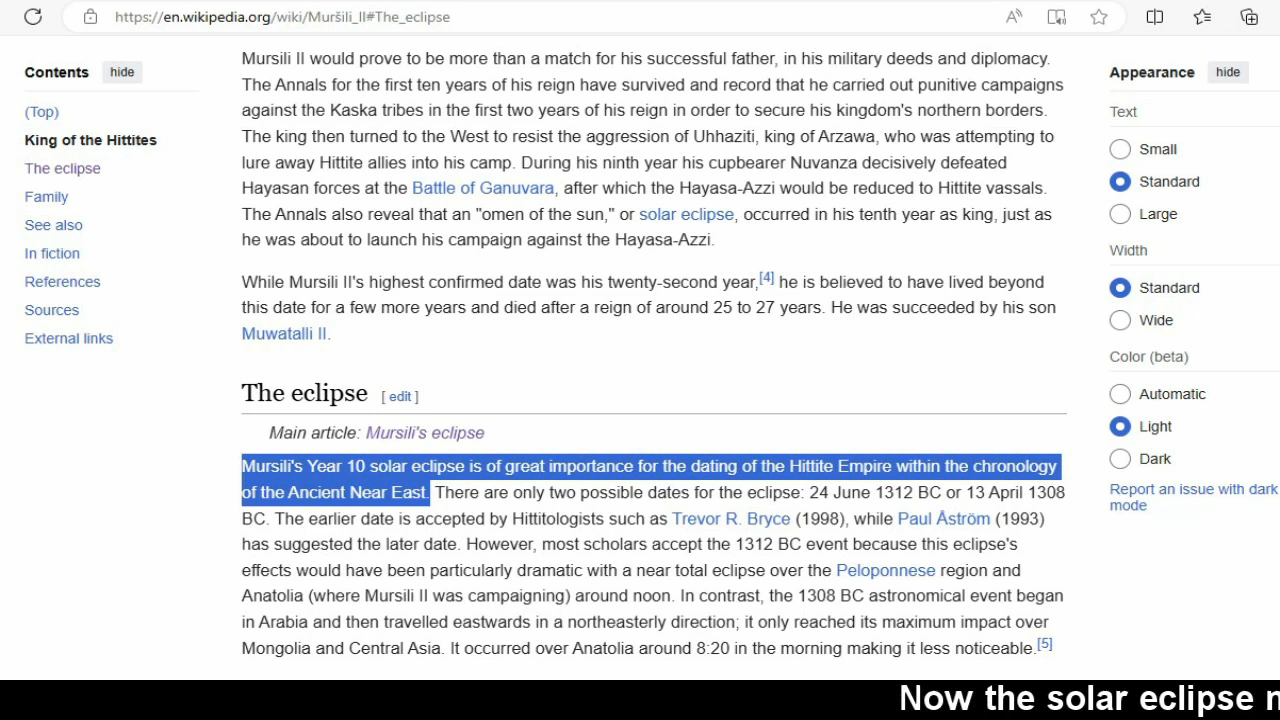 https://en.wikipedia.org/wiki/Muršili_II#The_eclipse
Contents hide
(Top)
King of the Hittites
The eclipse
Family
See also
In fiction
References
Sources
External links
Mursili II would prove to be more than a match for his successful father, in his military deeds and diplomacy.
The Annals for the first ten years of his reign have survived and record that he carried out punitive campaigns
against the Kaska tribes in the first two years of his reign in order to secure his kingdom's northern borders.
The king then turned to the West to resist the aggression of Uhhaziti, king of Arzawa, who was attempting to
lure away Hittite allies into his camp. During his ninth year his cupbearer Nuvanza decisively defeated
Hayasan forces at the Battle of Ganuvara, after which the Hayasa-Azzi would be reduced to Hittite vassals.
The Annals also reveal that an "omen of the sun," or solar eclipse, occurred in his tenth year as king, just as
he was about to launch his campaign against the Hayasa-Azzi.
While Mursili II's highest confirmed date was his twenty-second year,[4] he is believed to have lived beyond
this date for a few more years and died after a reign of around 25 to 27 years. He was succeeded by his son
Muwatalli II.
The eclipse [ edit ]
Main article: Mursili's eclipse
Mursili's Year 10 solar eclipse is of great importance for the dating of the Hittite Empire within the chronology
of the Ancient Near East. There are only two possible dates for the eclipse: 24 June 1312 BC or 13 April 1308
BC. The earlier date is accepted by Hittitologists such as Trevor R. Bryce (1998), while Paul Åström (1993)
has suggested the later date. However, most scholars accept the 1312 BC event because this eclipse's
effects would have been particularly dramatic with a near total eclipse over the Peloponnese region and
Anatolia (where Mursili II was campaigning) around noon. In contrast, the 1308 BC astronomical event began
in Arabia and then travelled eastwards in a northeasterly direction; it only reached its maximum impact over
Mongolia and Central Asia. It occurred over Anatolia around 8:20 in the morning making it less noticeable.[5]
Appearance hide
Text
Small
Standard
Large
Width
Standard
Wide
Color (beta)
Automatic
Light
Dark
Report an issue with dark
mode
Now the solar eclipse